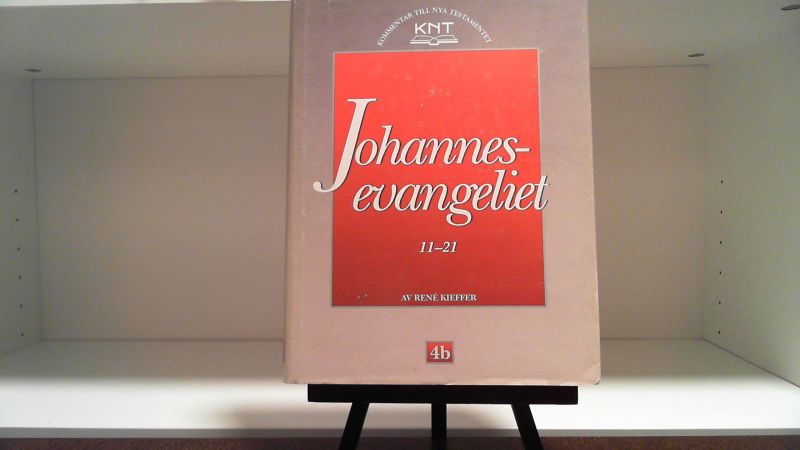 KOMMENTAR TILL NYA TESTAMENTET
KNT
Johannes-
evangeliet
11–21
AV RENÉ KIEFFER
4b